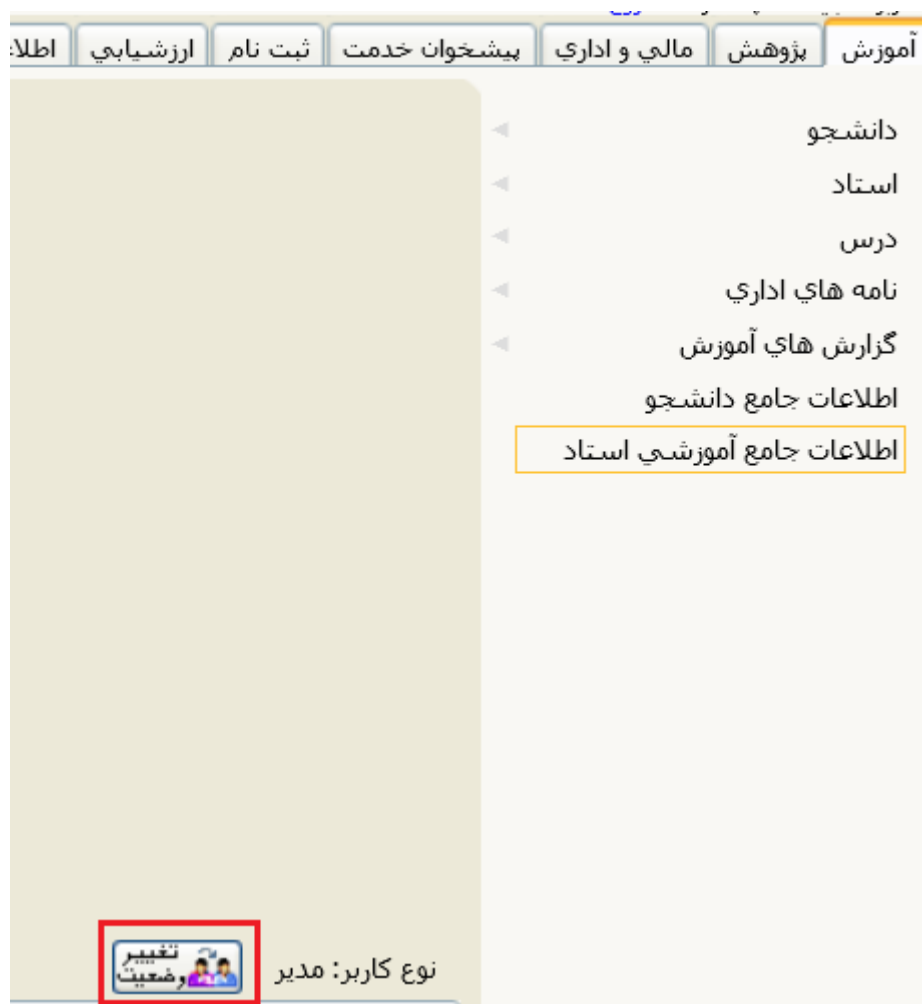 آموزش پژوهش مالي و اداري پيشخوان خدمت ثبت نام ارزشيابي
دانشجو
استاد
درس
نامه هاي اداري
گزارش هاي آموزش
اطلاعات جامع دانشجو
اطلاعات جامع آموزشي استاد
نوع كاربر: مدير تغيير
وضعيت